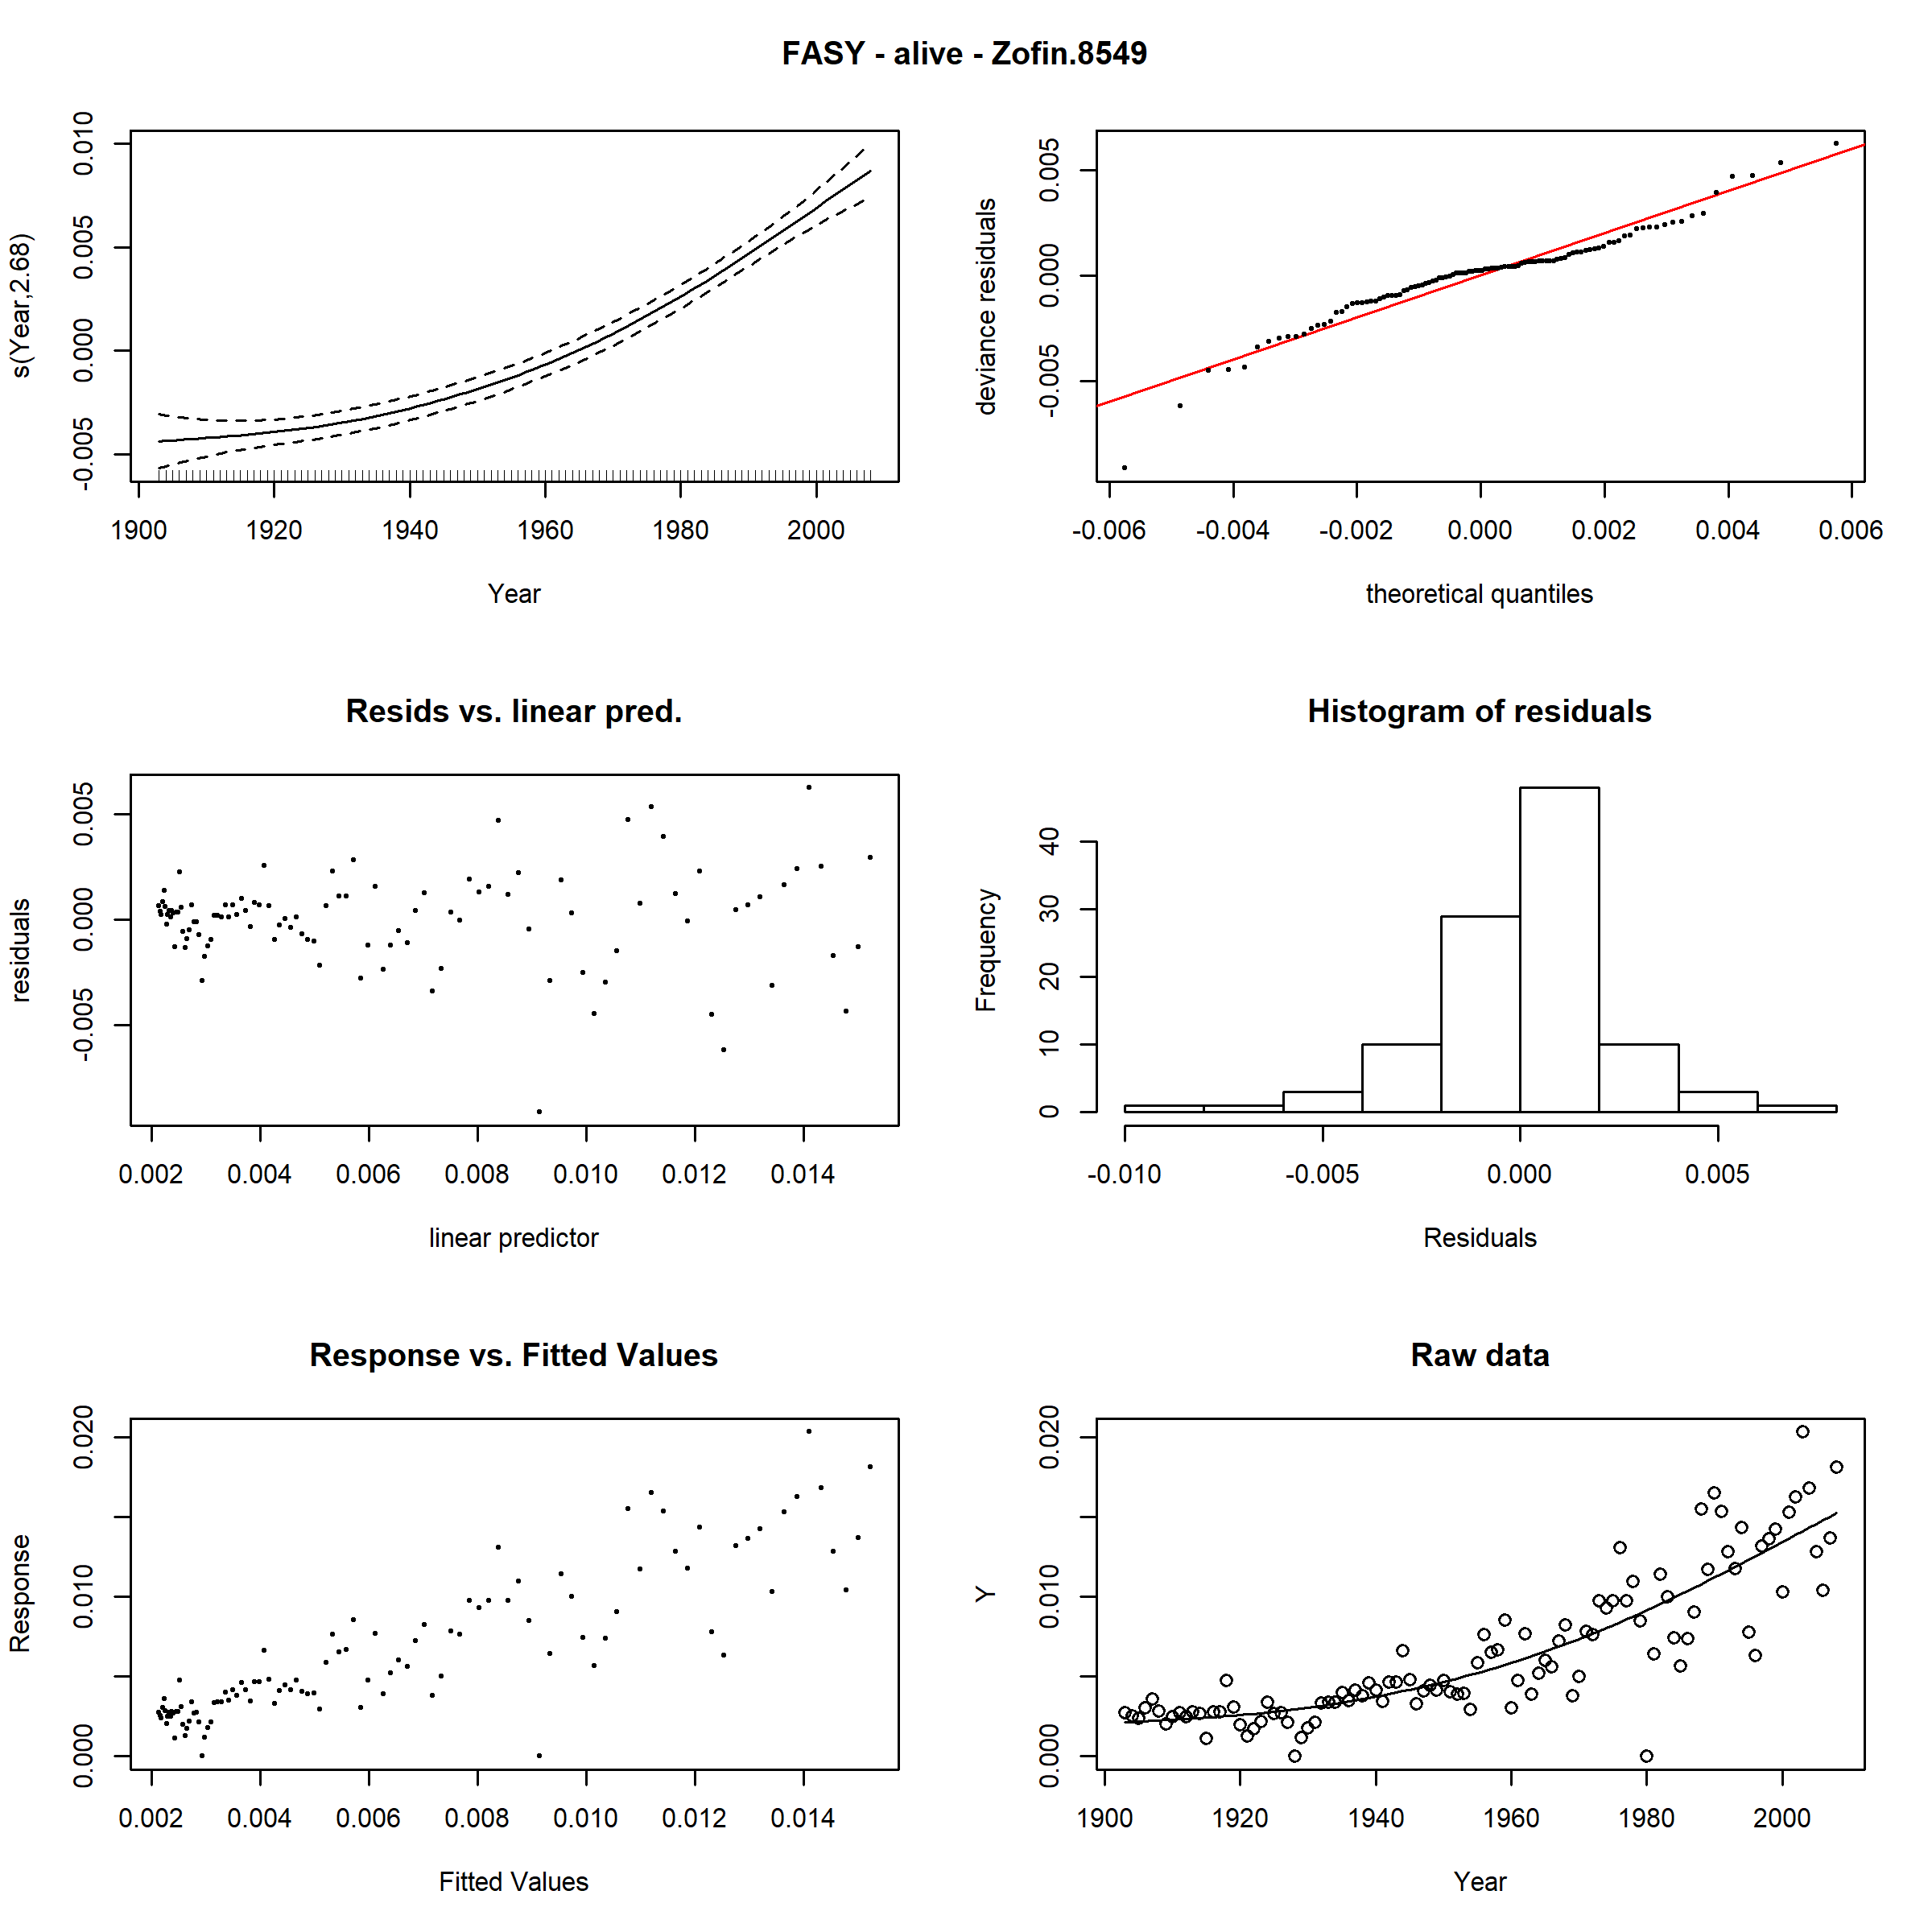 FASY - alive - Zofin.8549
s(Year,2.68)
0.010
0.005
0.000
-0.005
1900 1920 1940 1960 1980 2000
Year
deviance residuals
0.005
0.000
-0.005
-0.006 -0.004 -0.002 0.000 0.002 0.004 0.006
theoretical quantiles
Resids vs. linear pred.
residuals
0.005
0.000
-0.005
0.002 0.004 0.006 0.008 0.010 0.012 0.014
linear predictor
Histogram of residuals
Frequency
40
30
20
10
0
-0.010 -0.005 0.000 0.005
Residuals
Response vs. Fitted Values
Response
0.020
0.010
0.000
0.002 0.004 0.006 0.008 0.010 0.012 0.014
Fitted Values
Raw data
Y
0.020
0.010
0.000
1900 1920 1940 1960 1980 2000
Year